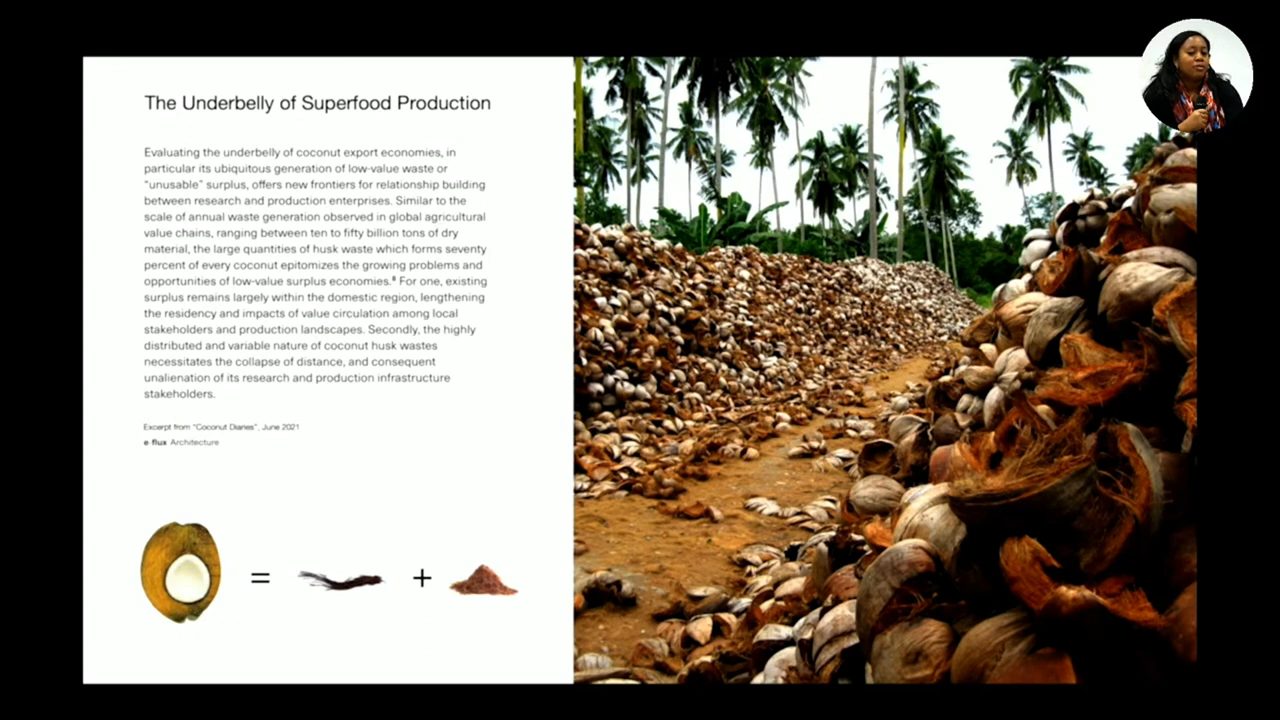 The Underbelly of Superfood Production
Evaluating the underbelly of coconut export economies, in
particular its ubiquitous generation of low-value waste or
“unusable” surplus, offers new frontiers for relationship building
between research and production enterprises. Similar to the
scale of annual waste generation observed in global agricultural
value chains, ranging between ten to fifty billion tons of dry
material, the large quantities of husk waste which forms seventy
percent of every coconut epitomizes the growing problems and
opportunities of low-value surplus economies.⁸ For one, existing
surplus remains largely within the domestic region, lengthening
the residency and impacts of value circulation among local
stakeholders and production landscapes. Secondly, the highly
distributed and variable nature of coconut husk wastes
necessitates the collapse of distance, and consequent
unalienation of its research and production infrastructure
stakeholders.
Excerpt from “Coconut Diaries”, June 2021
e-flux Architecture
= +